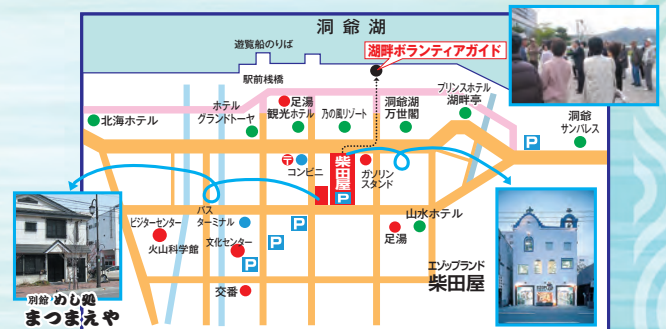 洞爺湖
遊覧船のりば
湖畔ボランティアガイド
駅前桟橋
プリンスホテル
湖畔亭
足湯
観光ホテル
ホテル
グランドトーヤ
乃の風リゾート
洞爺湖
万世閣
北海ホテル
洞爺
サンパレス
P
〒
コンビニ
柴田屋
P
ガソリン
スタンド
バス
ターミナル
ビジターセンター
火山科学館
文化センター
P
P
P
山水ホテル
足湯
交番
エゾップランド
柴田屋
別館 めし処
まつまえや